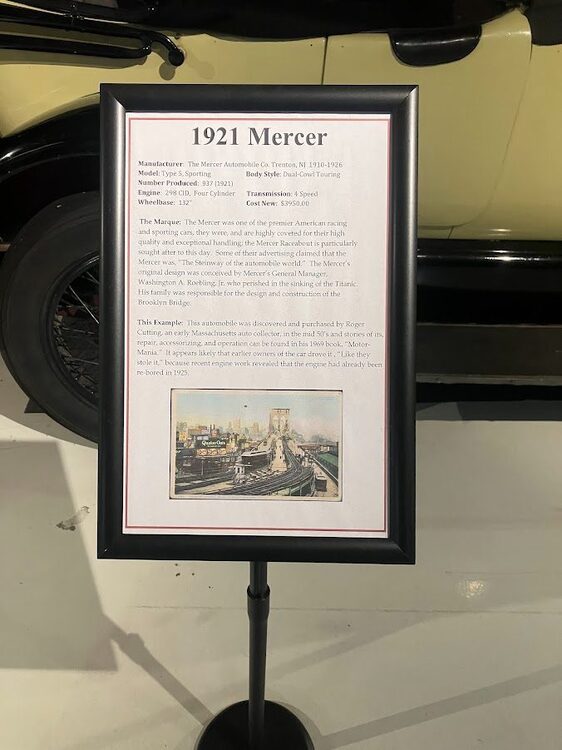 1921 Mercer
Manufacturer: The Mercer Automobile Co. Trenton, NJ 1910-1926
Model: Type 5, Sporting Body Style: Dual-Cowl Touring
Number Produced: 937 (1921)
Engine: 298 CID, Four Cylinder Transmission: 4 Speed
Wheelbase: 132" Cost New: $3950.00
The Marque: The Mercer was one of the premier American racing
and sporting cars, they were, and are highly coveted for their high
quality and exceptional handling; the Mercer Raceabout is particularly
sought after to this day. Some of their advertising claimed that the
Mercer was, "The Steinway of the automobile world." The Mercer's
original design was conceived by Mercer's General Manager,
Washington A. Roebling, Jr. who perished in the sinking of the Titanic.
His family was responsible for the design and construction of the
Brooklyn Bridge.
This Example: This automobile was discovered and purchased by Roger
Cutting, an early Massachusetts auto collector, in the mid 50's and stories of its,
repair, accessorizing, and operation can be found in his 1969 book, "Motor-
Mania." It appears likely that earlier owners of the car drove it, "Like they
stole it," because recent engine work revealed that the engine had already been
re-bored in 1925.
Quaker Oats